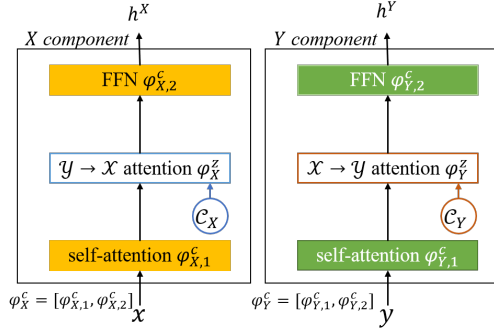 h^X
X component
FFN φ^c_{X,2}
𝒴 → 𝒳 attention φ^z_X
𝒞_X
self-attention φ^c_{X,1}
φ^c_X = [φ^c_{X,1}, φ^c_{X,2}]
x
h^Y
Y component
FFN φ^c_{Y,2}
𝒳 → 𝒴 attention φ^z_Y
𝒞_Y
self-attention φ^c_{Y,1}
φ^c_Y = [φ^c_{Y,1}, φ^c_{Y,2}]
y